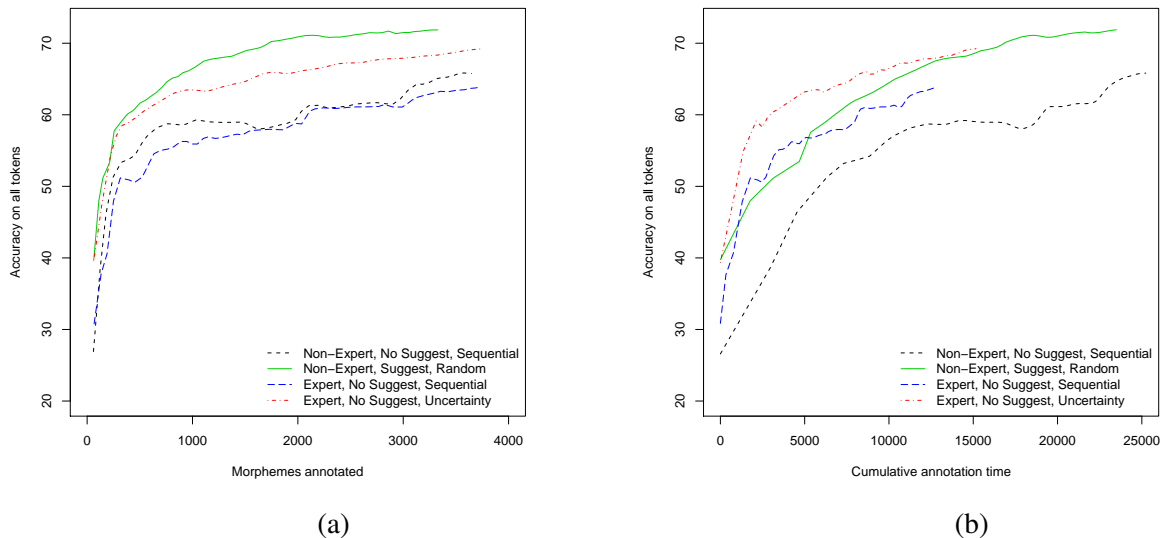 70
60
50
40
30
20
Accuracy on all tokens
Non−Expert, No Suggest, Sequential
Non−Expert, Suggest, Random
Expert, No Suggest, Sequential
Expert, No Suggest, Uncertainty
0 1000 2000 3000 4000
Morphemes annotated
(a)
70
60
50
40
30
20
Accuracy on all tokens
Non−Expert, No Suggest, Sequential
Non−Expert, Suggest, Random
Expert, No Suggest, Sequential
Expert, No Suggest, Uncertainty
0 5000 10000 15000 20000 25000
Cumulative annotation time
(b)